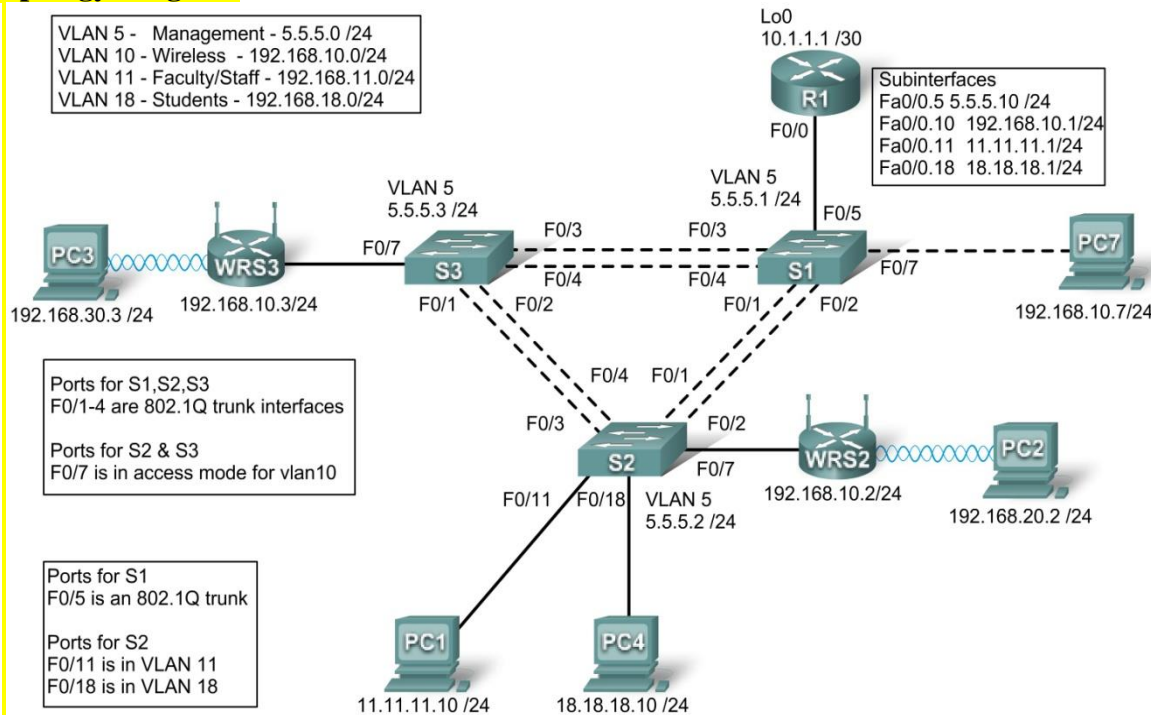 VLAN 5 - Management - 5.5.5.0 /24
VLAN 10 - Wireless - 192.168.10.0/24
VLAN 11 - Faculty/Staff - 192.168.11.0/24
VLAN 18 - Students - 192.168.18.0/24
Lo0
10.1.1.1 /30
R1
F0/0
Subinterfaces
Fa0/0.5 5.5.5.10 /24
Fa0/0.10 192.168.10.1/24
Fa0/0.11 11.11.11.1/24
Fa0/0.18 18.18.18.1/24
VLAN 5
5.5.5.3 /24
VLAN 5
5.5.5.1 /24
F0/5
PC3
192.168.30.3 /24
WRS3
192.168.10.3/24
F0/7
S3
F0/3
F0/3
F0/4
F0/4
F0/1
F0/2
S1
F0/7
F0/1
F0/2
PC7
192.168.10.7/24
Ports for S1,S2,S3
F0/1-4 are 802.1Q trunk interfaces
Ports for S2 & S3
F0/7 is in access mode for vlan10
F0/4
F0/1
F0/3
F0/2
S2
F0/7
WRS2
192.168.10.2/24
PC2
192.168.20.2 /24
F0/11
F0/18
VLAN 5
5.5.5.2 /24
Ports for S1
F0/5 is an 802.1Q trunk
Ports for S2
F0/11 is in VLAN 11
F0/18 is in VLAN 18
PC1
11.11.11.10 /24
PC4
18.18.18.10 /24